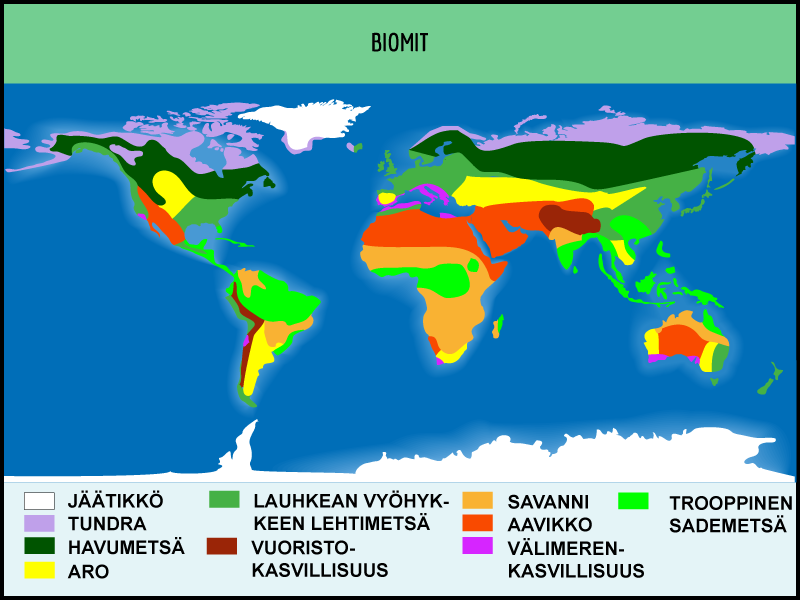 BIOMIT
JÄÄTIKKÖ
TUNDRA
HAVUMETSÄ
ARO
LAUHKEAN VYÖHYK-
KEEN LEHTIMETSÄ
VUORISTO-
KASVILLISUUS
SAVANNI
AAVIKKO
VÄLIMEREN-
KASVILLISUUS
TROOPPINEN
SADEMETSÄ